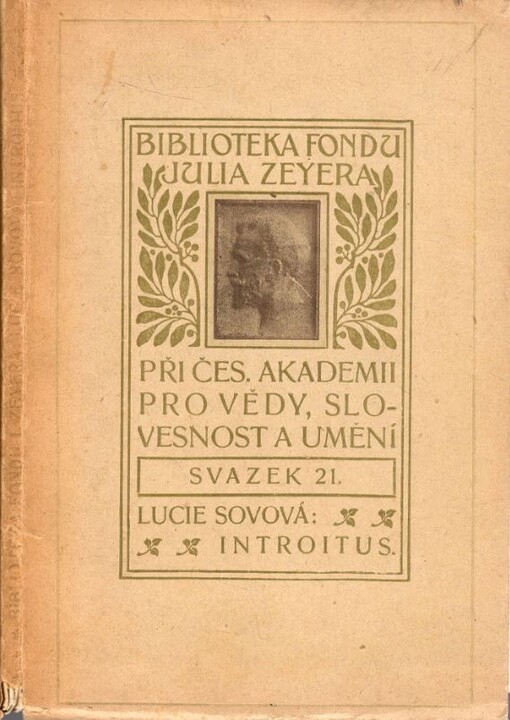 BIBLIOTEKA FONDU
JULIA ZEYERA
PŘI ČES. AKADEMII
PRO VĚDY, SLO-
VESNOST A UMĚNÍ
SVAZEK 21.
LUCIE SOVOVÁ:
INTROITUS.